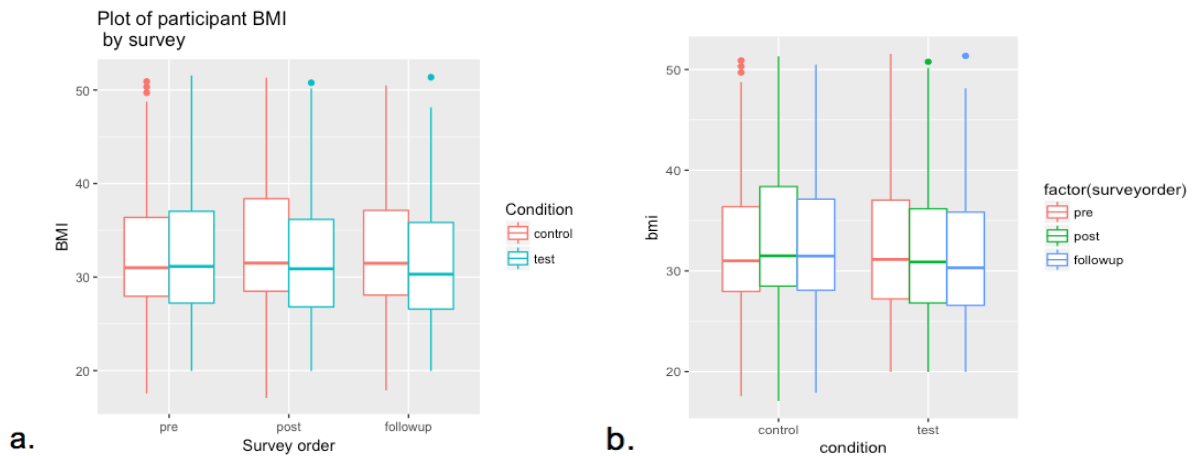 Plot of participant BMI
by survey
50
40
30
20
BMI
pre
post
followup
Survey order
Condition
control
test
a.
50
40
30
20
bmi
control
test
condition
factor(surveyorder)
pre
post
followup
b.